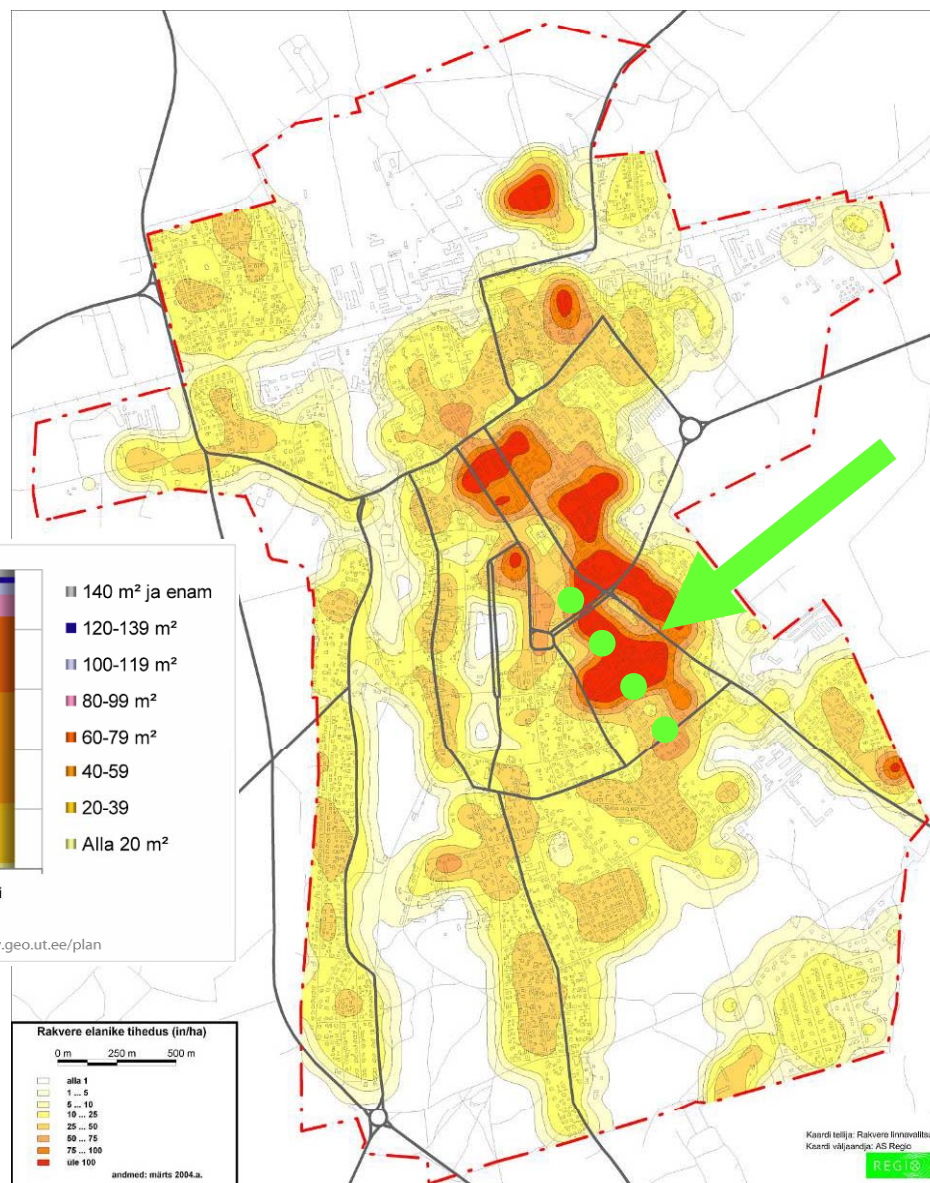 140 m² ja enam
120-139 m²
100-119 m²
80-99 m²
60-79 m²
40-59
20-39
Alla 20 m²
.geo.ut.ee/plan
Rakvere elanike tihedus (in/ha)
0 m 250 m 500 m
alla 1
1 ... 5
5 ... 10
10 ... 25
25 ... 50
50 ... 75
75 ... 100
üle 100
andmed: märts 2004.a.
Kaardi tellija: Rakvere linnavalitsu
Kaardi väljaandja: AS Regio
REGIO